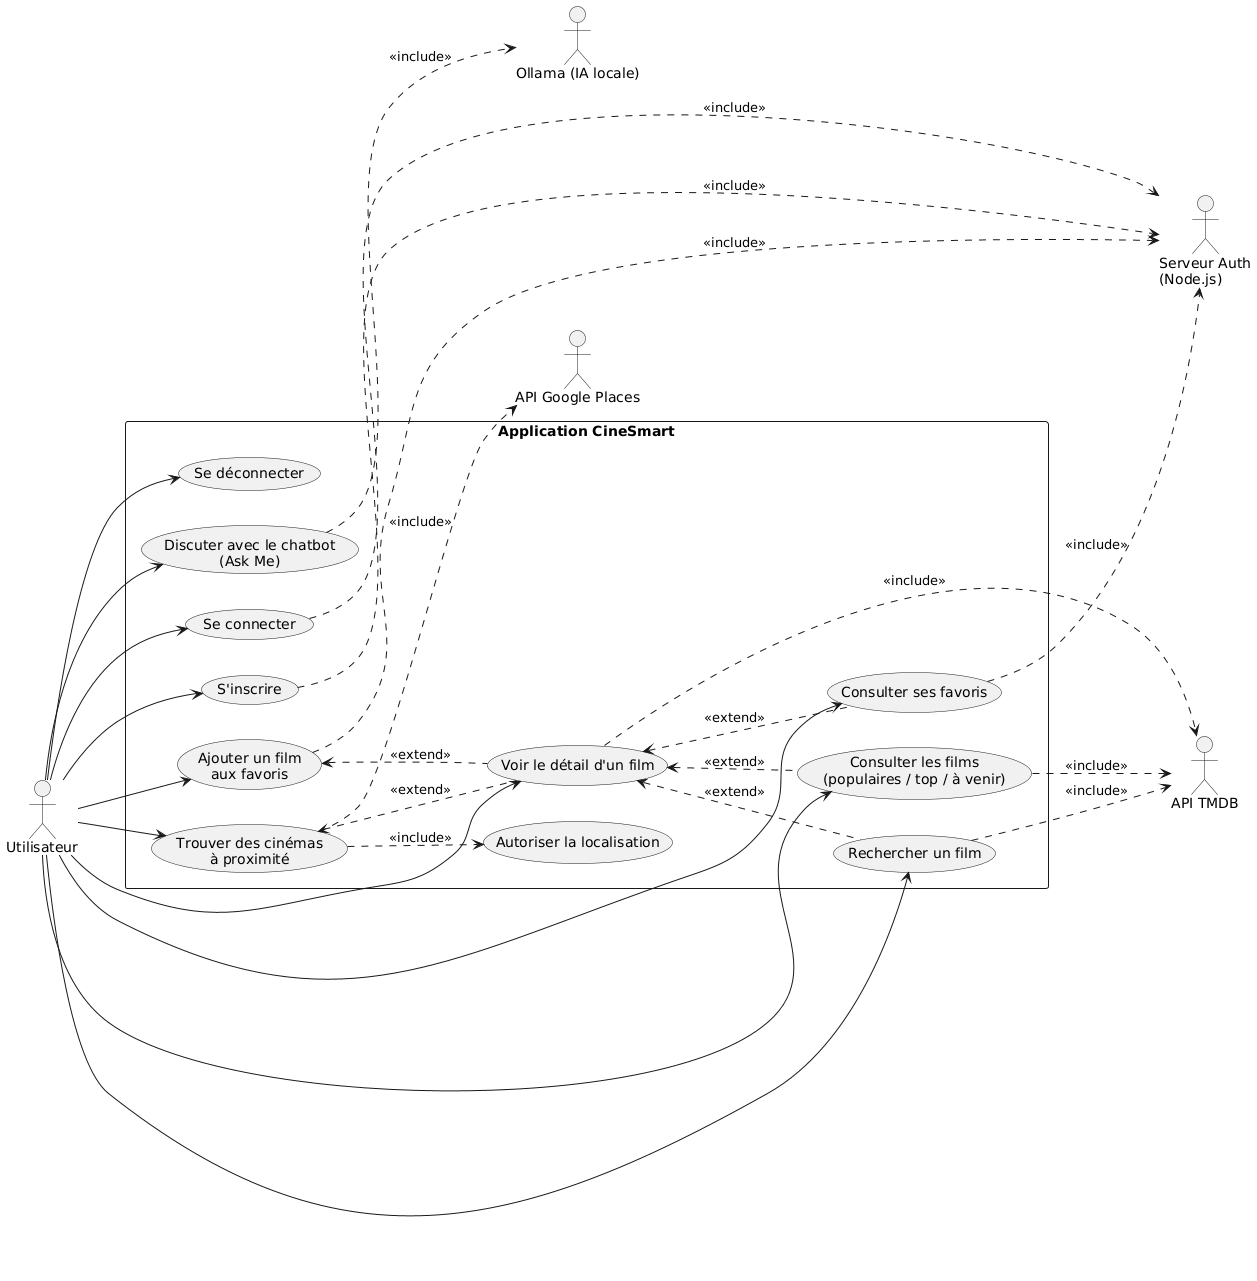 Ollama (IA locale)
«include»
«include»
«include»
«include»
Serveur Auth
(Node.js)
API Google Places
Application CineSmart
Se déconnecter
«include»
Discuter avec le chatbot
(Ask Me)
«include»
«include»
Se connecter
S'inscrire
Consulter ses favoris
«extend»
Ajouter un film
aux favoris
«extend»
Voir le détail d'un film
«extend»
Consulter les films
(populaires / top / à venir)
«include»
API TMDB
«extend»
«extend»
«include»
Utilisateur
Trouver des cinémas
à proximité
«include»
Autoriser la localisation
Rechercher un film